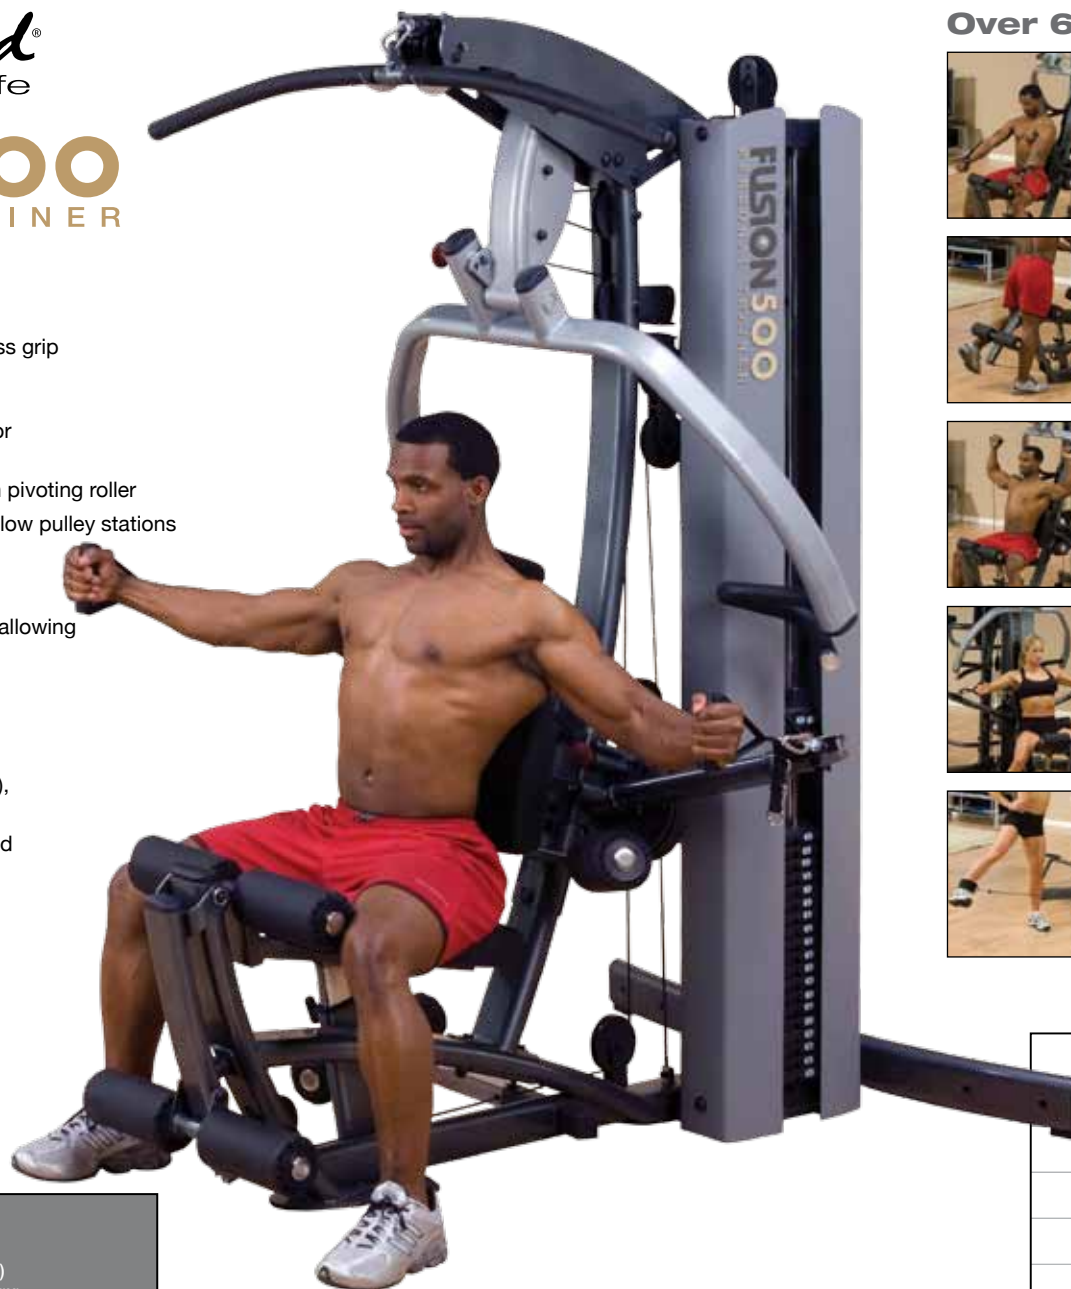 d®
fe
OO
INER
ss grip
or
pivoting roller
low pulley stations
allowing
),
d
)
FUSION 500
Over 6